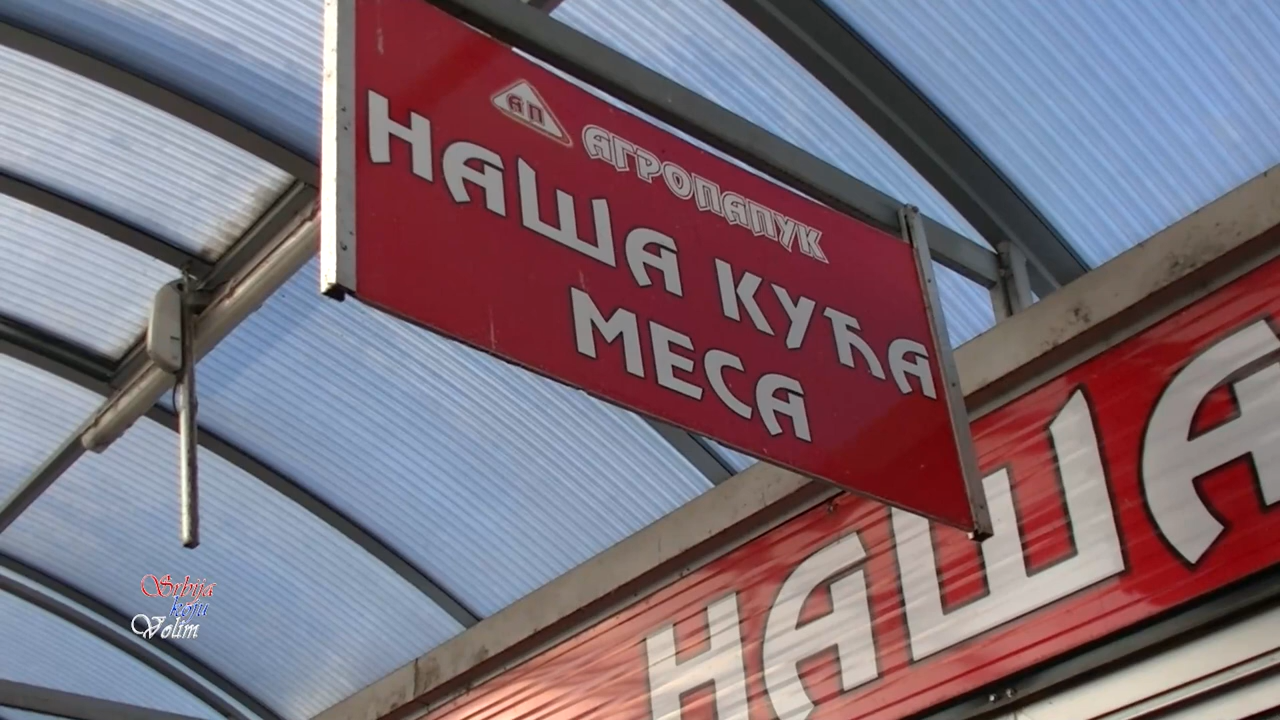 АП
АГРОПАПУК
НАША КУЋА
МЕСА
НАША
Srbija
koju
Volim